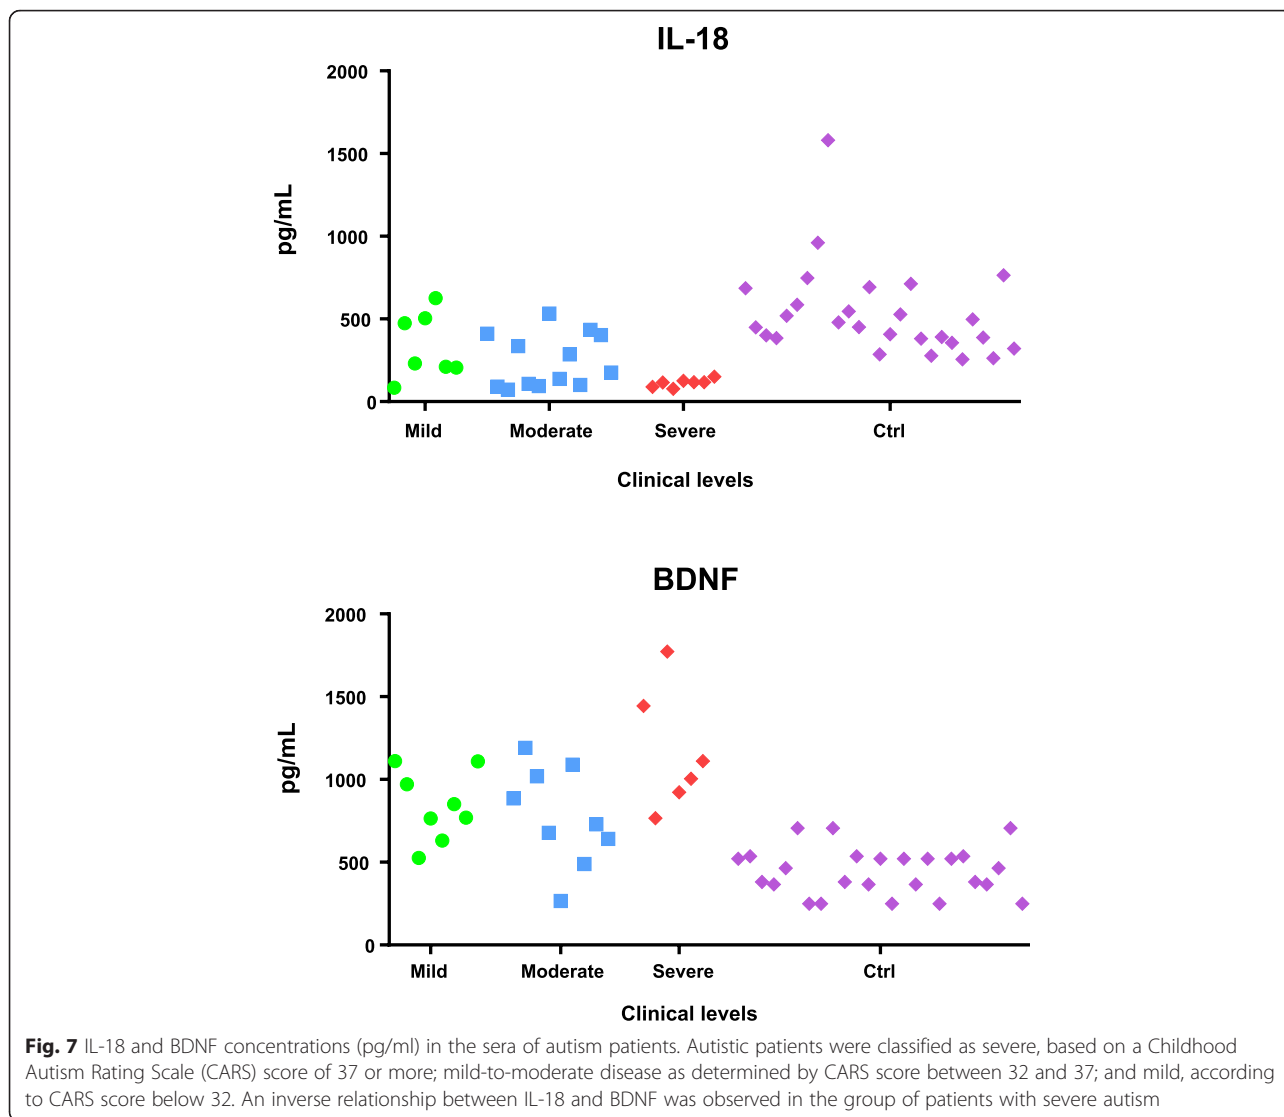 IL-18
2000
1500
1000
500
0
pg/mL
Mild Moderate Severe Ctrl
Clinical levels
BDNF
2000
1500
1000
500
0
pg/mL
Mild Moderate Severe Ctrl
Clinical levels
Fig. 7 IL-18 and BDNF concentrations (pg/ml) in the sera of autism patients. Autistic patients were classified as severe, based on a Childhood
Autism Rating Scale (CARS) score of 37 or more; mild-to-moderate disease as determined by CARS score between 32 and 37; and mild, according
to CARS score below 32. An inverse relationship between IL-18 and BDNF was observed in the group of patients with severe autism